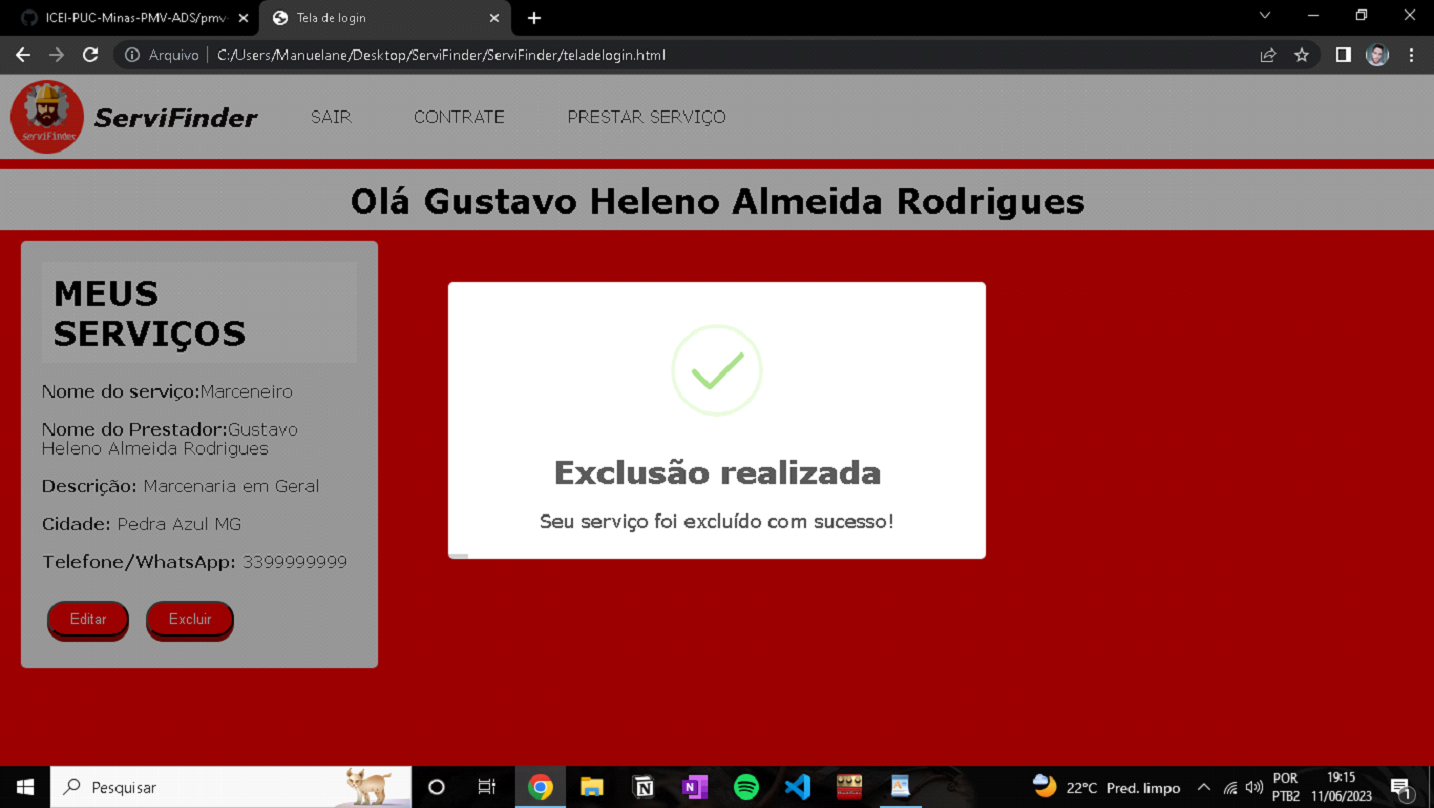 ICEI-PUC-Minas-PMV-ADS/pmv-
Tela de login
Arquivo
C:/Users/Manuelane/Desktop/ServiFinder/ServiFinder/teladelogin.html
ServiFinder
ServiFinder
SAIR
CONTRATE
PRESTAR SERVIÇO
Olá Gustavo Heleno Almeida Rodrigues
MEUS
SERVIÇOS
Nome do serviço:Marceneiro
Nome do Prestador:Gustavo
Heleno Almeida Rodrigues
Descrição: Marcenaria em Geral
Cidade: Pedra Azul MG
Telefone/WhatsApp: 3399999999
Editar
Excluir
Exclusão realizada
Seu serviço foi excluído com sucesso!
Pesquisar
22°C Pred. limpo
POR
PTB2
19:15
11/06/2023
1